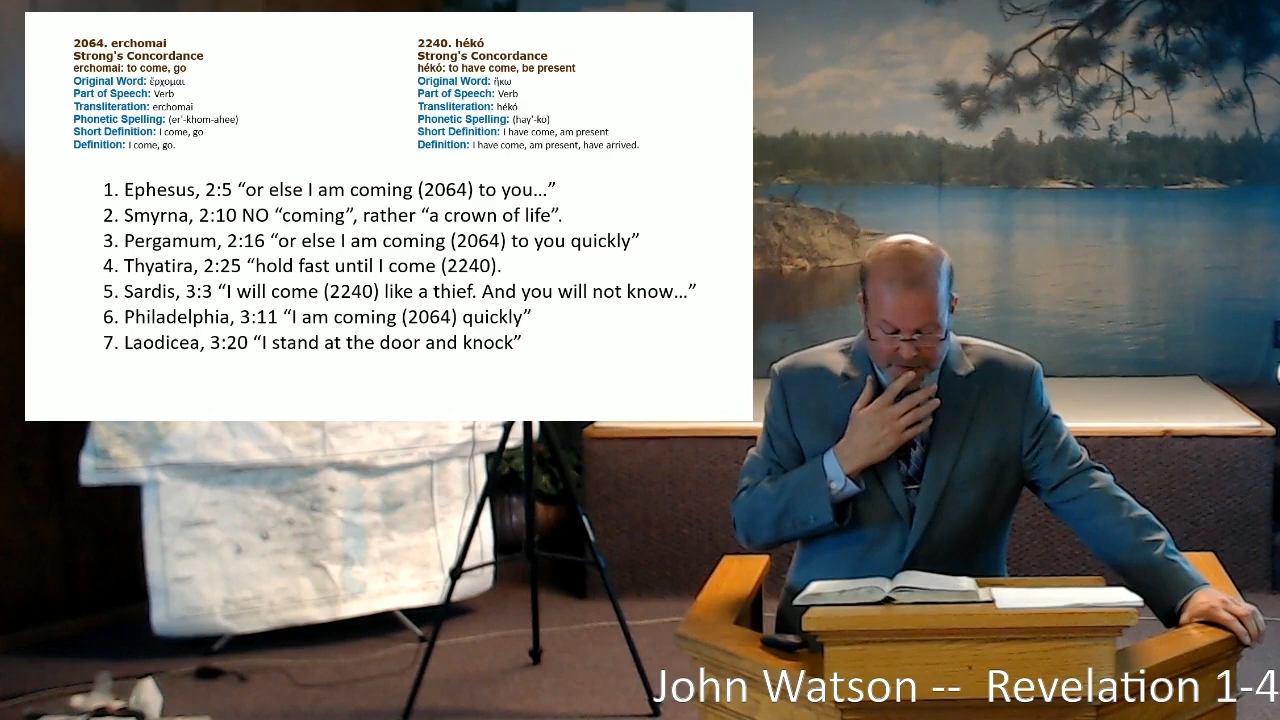 2064. erchomai
Strong's Concordance
erchomai: to come, go
Original Word: ἔρχομαι
Part of Speech: Verb
Transliteration: erchomai
Phonetic Spelling: (er'-khom-ahee)
Short Definition: I come, go
Definition: I come, go.
2240. hékó
Strong's Concordance
hékó: to have come, be present
Original Word: ἥκω
Part of Speech: Verb
Transliteration: hékó
Phonetic Spelling: (hay'-ko)
Short Definition: I have come, am present
Definition: I have come, am present, have arrived.
1. Ephesus, 2:5 “or else I am coming (2064) to you…”
2. Smyrna, 2:10 NO “coming”, rather “a crown of life”.
3. Pergamum, 2:16 “or else I am coming (2064) to you quickly”
4. Thyatira, 2:25 “hold fast until I come (2240).
5. Sardis, 3:3 “I will come (2240) like a thief. And you will not know…”
6. Philadelphia, 3:11 “I am coming (2064) quickly”
7. Laodicea, 3:20 “I stand at the door and knock”
John Watson -- Revelation 1-4